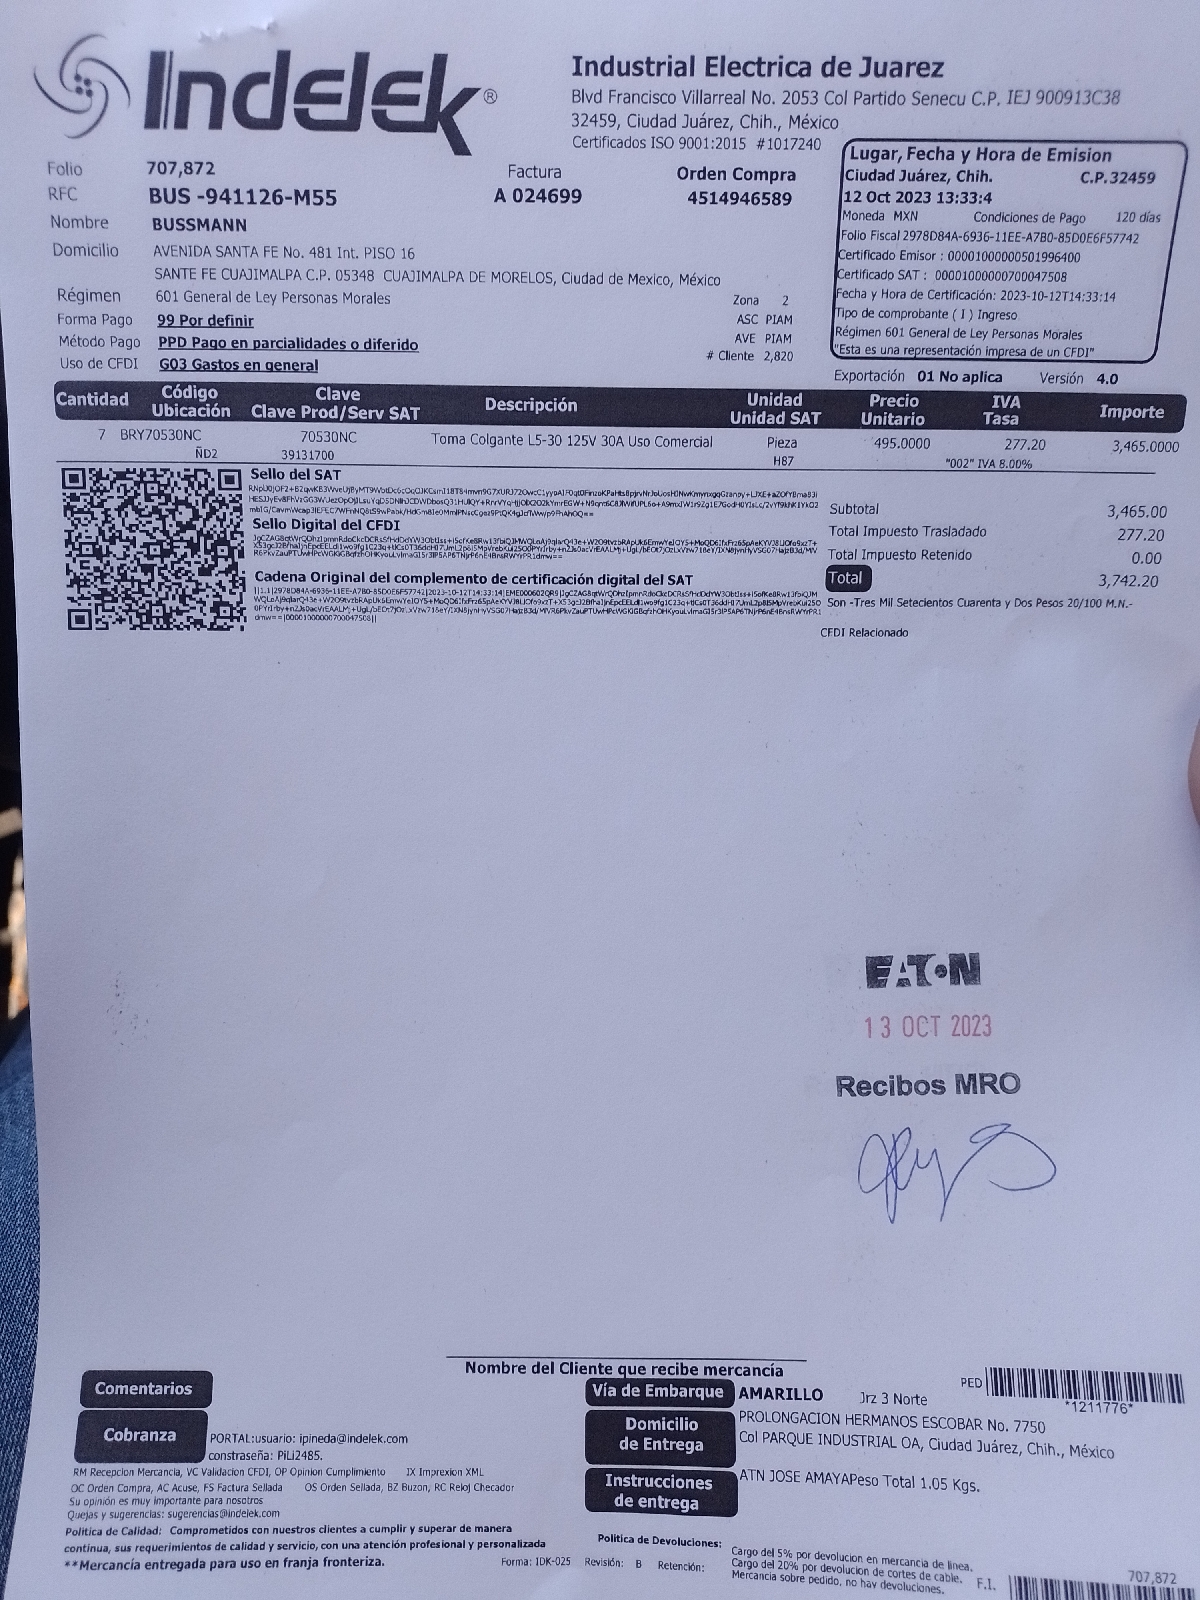 Indelek®
Industrial Electrica de Juarez
Blvd Francisco Villarreal No. 2053 Col Partido Senecu C.P. IEJ 900913C38
32459, Ciudad Juárez, Chih., México
Certificados ISO 9001:2015 #1017240
Folio 707,872
RFC BUS -941126-M55
Nombre BUSSMANN
Domicilio AVENIDA SANTA FE No. 481 Int. PISO 16
SANTE FE CUAJIMALPA C.P. 05348 CUAJIMALPA DE MORELOS, Ciudad de Mexico, México
Régimen 601 General de Ley Personas Morales
Forma Pago 99 Por definir
Método Pago PPD Pago en parcialidades o diferido
Uso de CFDI G03 Gastos en general
Factura
A 024699
Orden Compra
4514946589
Zona 2
ASC PIAM
AVE PIAM
# Cliente 2,820
Lugar, Fecha y Hora de Emision
Ciudad Juárez, Chih. C.P. 32459
12 Oct 2023 13:33:4
Moneda MXN Condiciones de Pago 120 días
Folio Fiscal 2978D84A-6936-11EE-A7B0-85D0E6F57742
Certificado Emisor : 00001000000501996400
Certificado SAT : 00001000000700047508
Fecha y Hora de Certificación: 2023-10-12T14:33:14
Tipo de comprobante ( I ) Ingreso
Régimen 601 General de Ley Personas Morales
"Esta es una representación impresa de un CFDI"
Exportación 01 No aplica Versión 4.0
Cantidad Código Ubicación Clave Clave Prod/Serv SAT Descripción Unidad Unidad SAT Precio Unitario IVA Tasa Importe
7 BRY70530NC 70530NC Toma Colgante L5-30 125V 30A Uso Comercial Pieza 495.0000 277.20 3,465.0000
ÑD2 39131700 H87 "002" IVA 8.00%
Sello del SAT
Sello Digital del CFDI
Cadena Original del complemento de certificación digital del SAT
Subtotal 3,465.00
Total Impuesto Trasladado 277.20
Total Impuesto Retenido 0.00
Total 3,742.20
Son -Tres Mil Setecientos Cuarenta y Dos Pesos 20/100 M.N.-
CFDI Relacionado
EATON
13 OCT 2023
Recibos MRO
Nombre del Cliente que recibe mercancía
Comentarios
Cobranza
PORTAL:usuario: ipineda@indelek.com
constraseña: PiLi2485.
RM Recepcion Mercancia, VC Validacion CFDI, OP Opinion Cumplimiento IX Imprexion XML
OC Orden Compra, AC Acuse, FS Factura Sellada OS Orden Sellada, BZ Buzon, RC Reloj Checador
Su opinión es muy importante para nosotros
Quejas y sugerencias: sugerencias@indelek.com
Politica de Calidad: Comprometidos con nuestros clientes a cumplir y superar de manera
continua, sus requerimientos de calidad y servicio, con una atención profesional y personalizada
**Mercancía entregada para uso en franja fronteriza.
Forma: IDK-025 Revisión: B Retención:
Vía de Embarque AMARILLO Jrz 3 Norte
PED *1211776*
Domicilio de Entrega
PROLONGACION HERMANOS ESCOBAR No. 7750
Col PARQUE INDUSTRIAL OA, Ciudad Juárez, Chih., México
Instrucciones de entrega
ATN JOSE AMAYAPeso Total 1.05 Kgs.
Politica de Devoluciones:
Cargo del 5% por devolucion en mercancia de linea.
Cargo del 20% por devolucion de cortes de cable.
Mercancia sobre pedido, no hay devoluciones.
F.I. 707,872